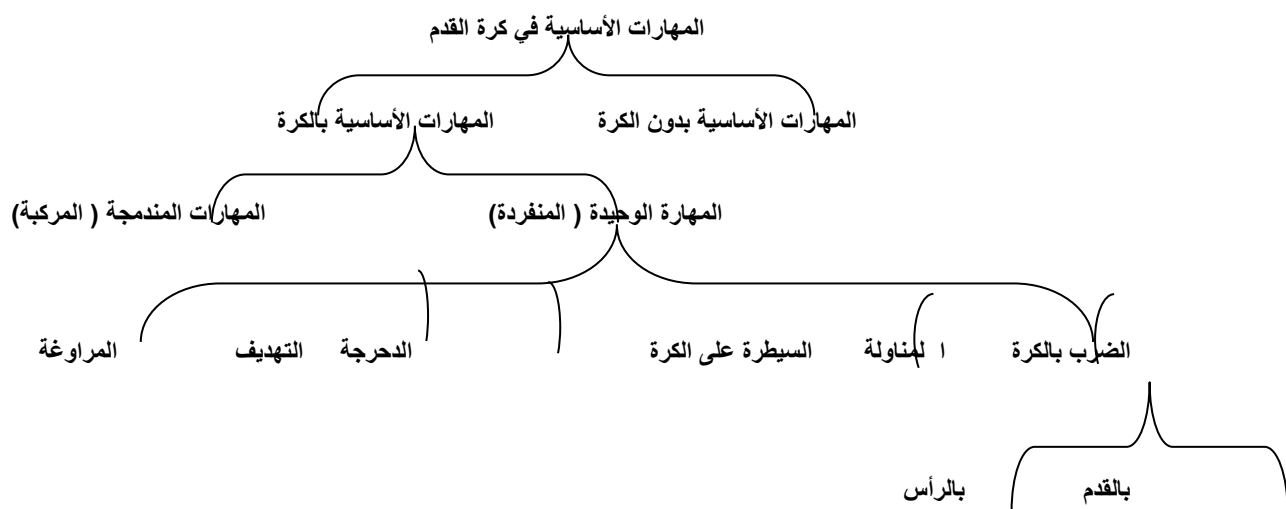 المهارات الأساسية في كرة القدم
المهارات الأساسية بدون الكرة المهارات الأساسية بالكرة
المهارة الوحيدة ( المنفردة) المهارات المندمجة ( المركبة)
الضرب بالكرة ا لمناولة السيطرة على الكرة الدحرجة التهديف المراوغة
بالقدم بالرأس